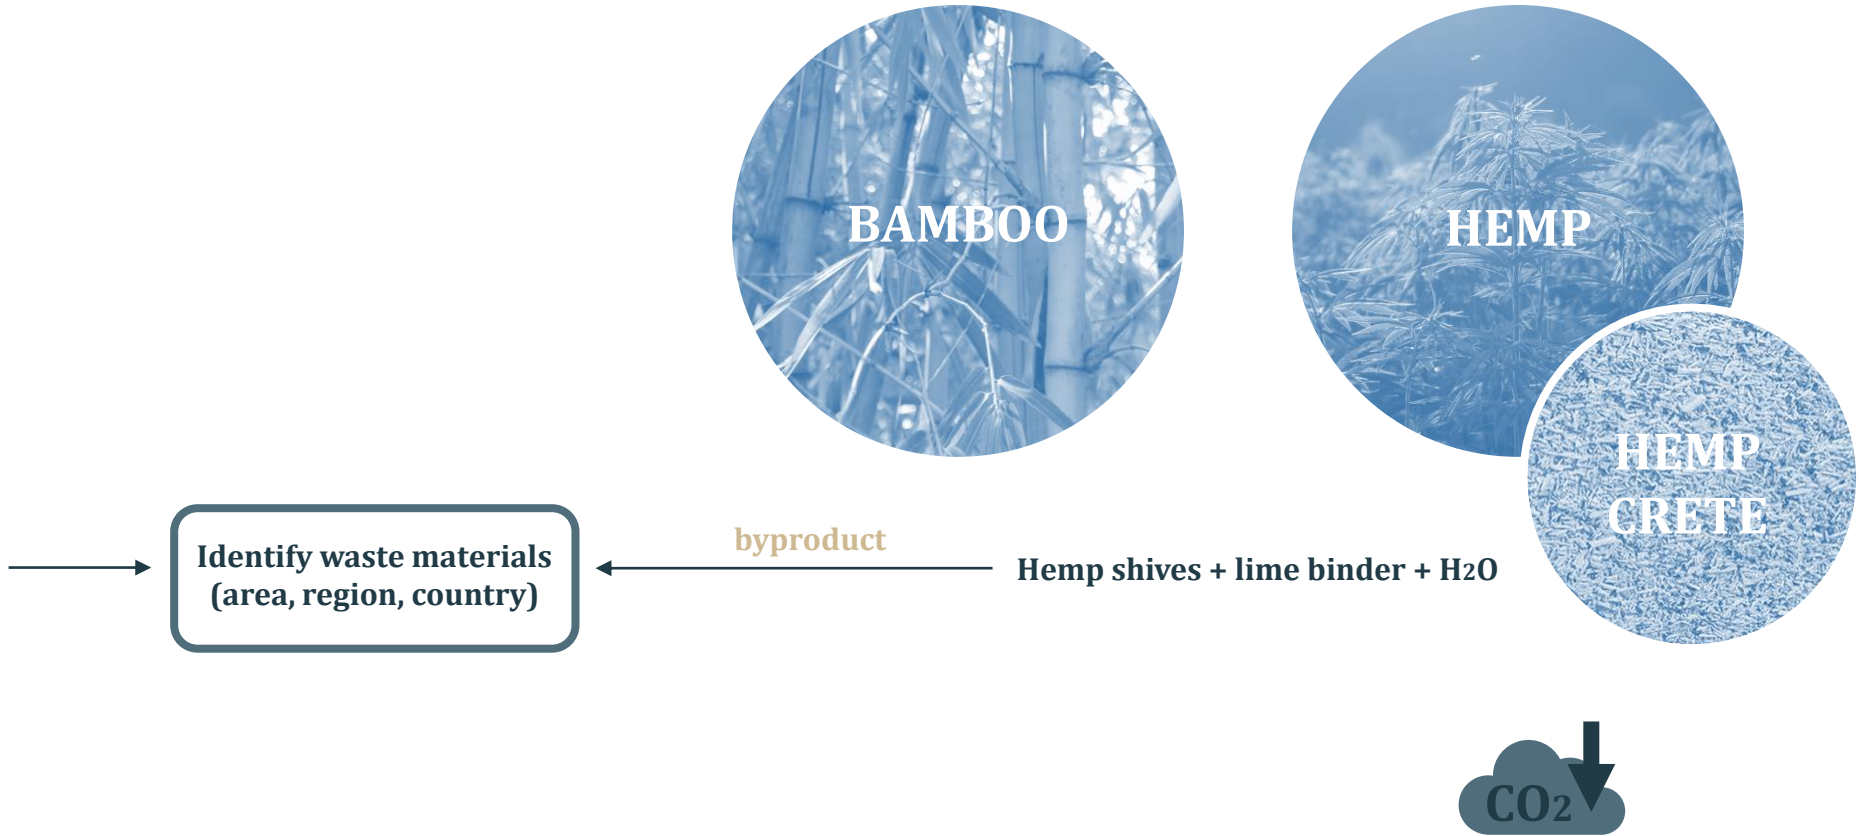 BAMBOO
HEMP
HEMP
CRETE
byproduct
Identify waste materials
(area, region, country)
Hemp shives + lime binder + H2O
CO2